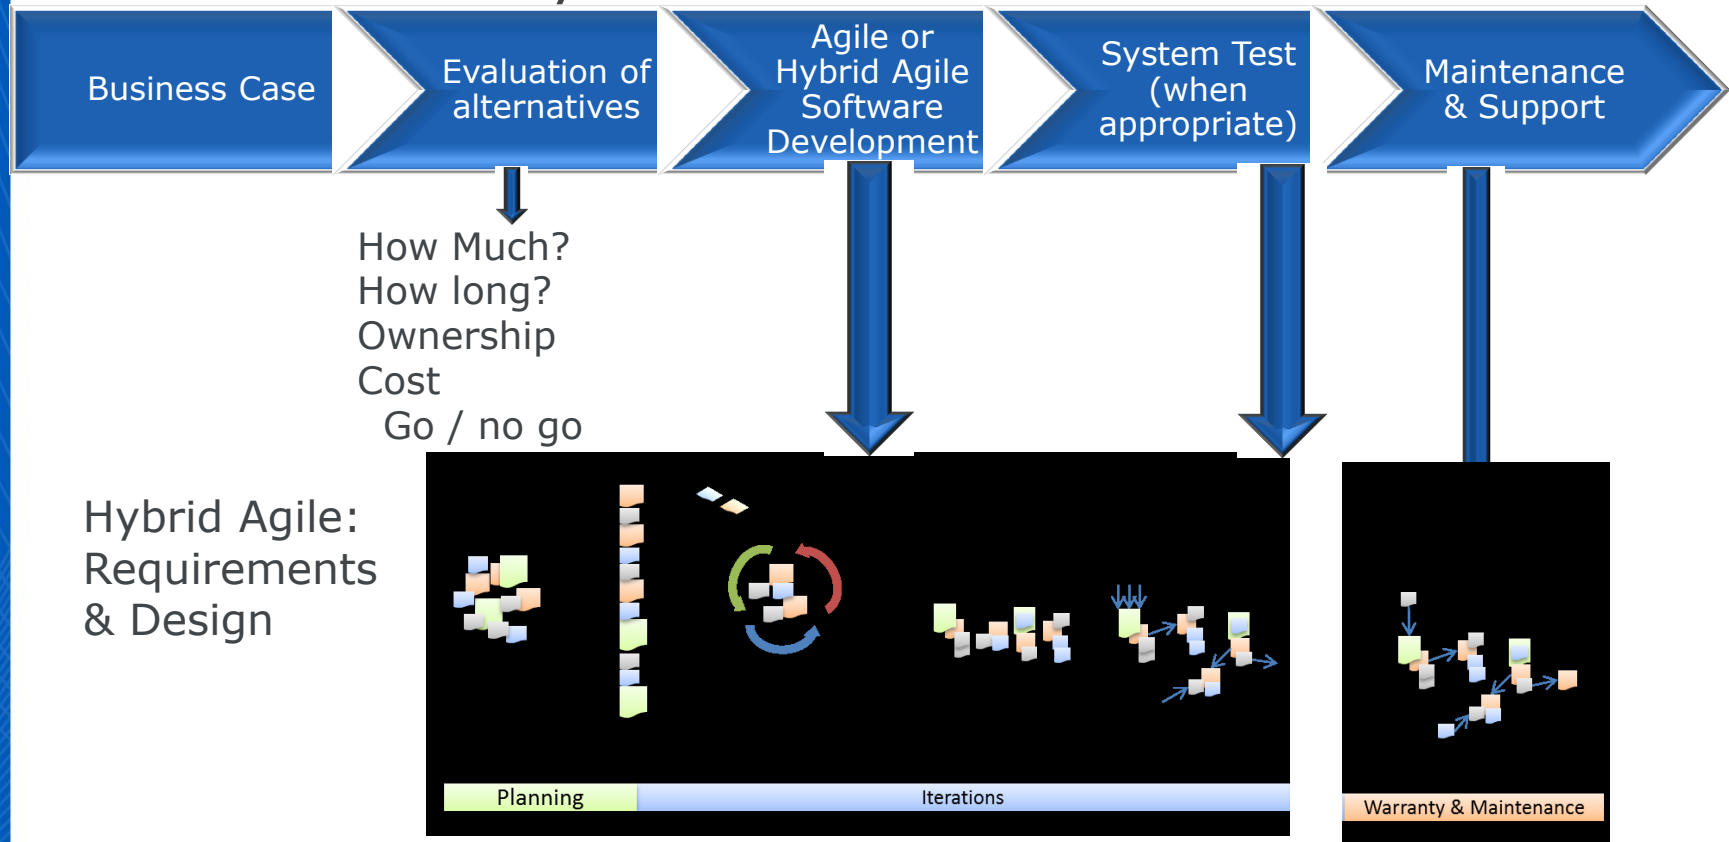 Business Case
Evaluation of
alternatives
Agile or
Hybrid Agile
Software
Development
System Test
(when
appropriate)
Maintenance
& Support
How Much?
How long?
Ownership
Cost
Go / no go
Hybrid Agile:
Requirements
& Design
Planning
Iterations
Warranty & Maintenance